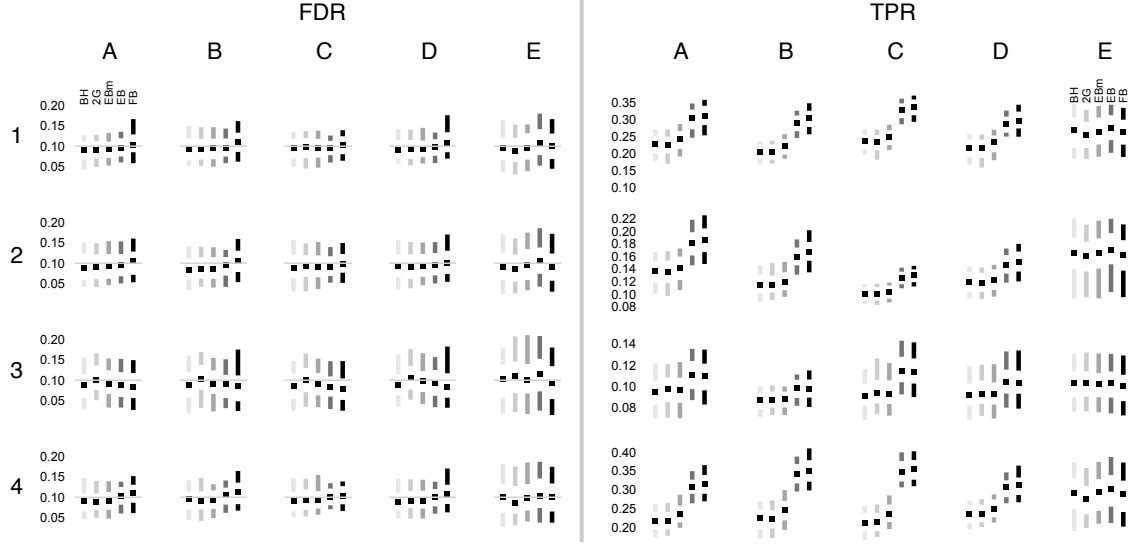 FDR TPR
A B C D E A B C D E
BH 2G EBm EB FB BH 2G EBm EB FB
1 0.20 0.15 0.10 0.05 0.35 0.30 0.25 0.20 0.15 0.10
2 0.20 0.15 0.10 0.05 0.22 0.20 0.18 0.16 0.14 0.12 0.10 0.08
3 0.20 0.15 0.10 0.05 0.14 0.12 0.10 0.08
4 0.20 0.15 0.10 0.05 0.40 0.35 0.30 0.25 0.20